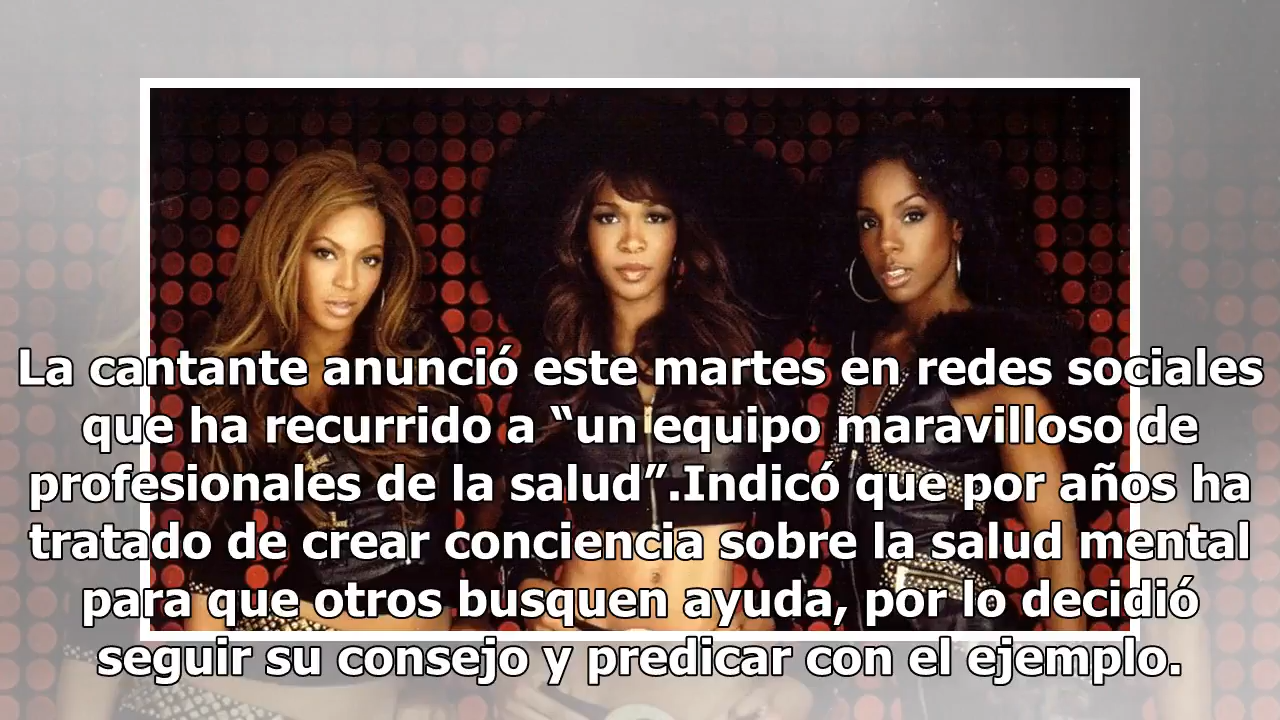 La cantante anunció este martes en redes sociales
que ha recurrido a “un equipo maravilloso de
profesionales de la salud”.Indicó que por años ha
tratado de crear conciencia sobre la salud mental
para que otros busquen ayuda, por lo decidió
seguir su consejo y predicar con el ejemplo.